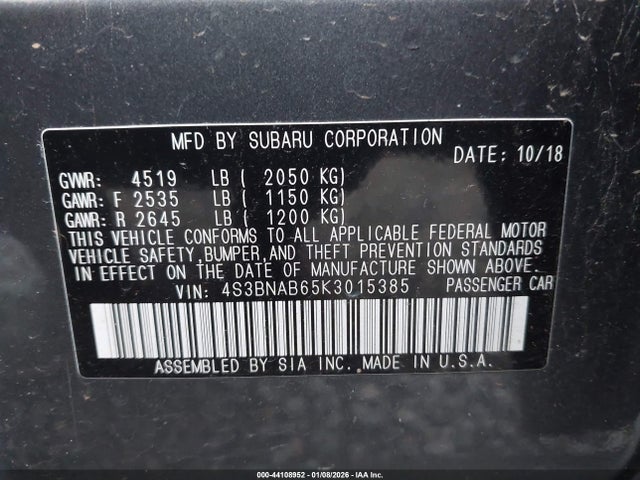 MFD BY SUBARU CORPORATION
DATE: 10/18
GVWR: 4519 LB ( 2050 KG)
GAWR: F 2535 LB ( 1150 KG)
GAWR: R 2645 LB ( 1200 KG)
THIS VEHICLE CONFORMS TO ALL APPLICABLE FEDERAL MOTOR
VEHICLE SAFETY,BUMPER,AND THEFT PREVENTION STANDARDS
IN EFFECT ON THE DATE OF MANUFACTURE SHOWN ABOVE.
VIN: 4S3BNAB65K3015385 PASSENGER CAR
ASSEMBLED BY SIA INC. MADE IN U.S.A.
000-44108952 - 01/08/2026 - IAA Inc.